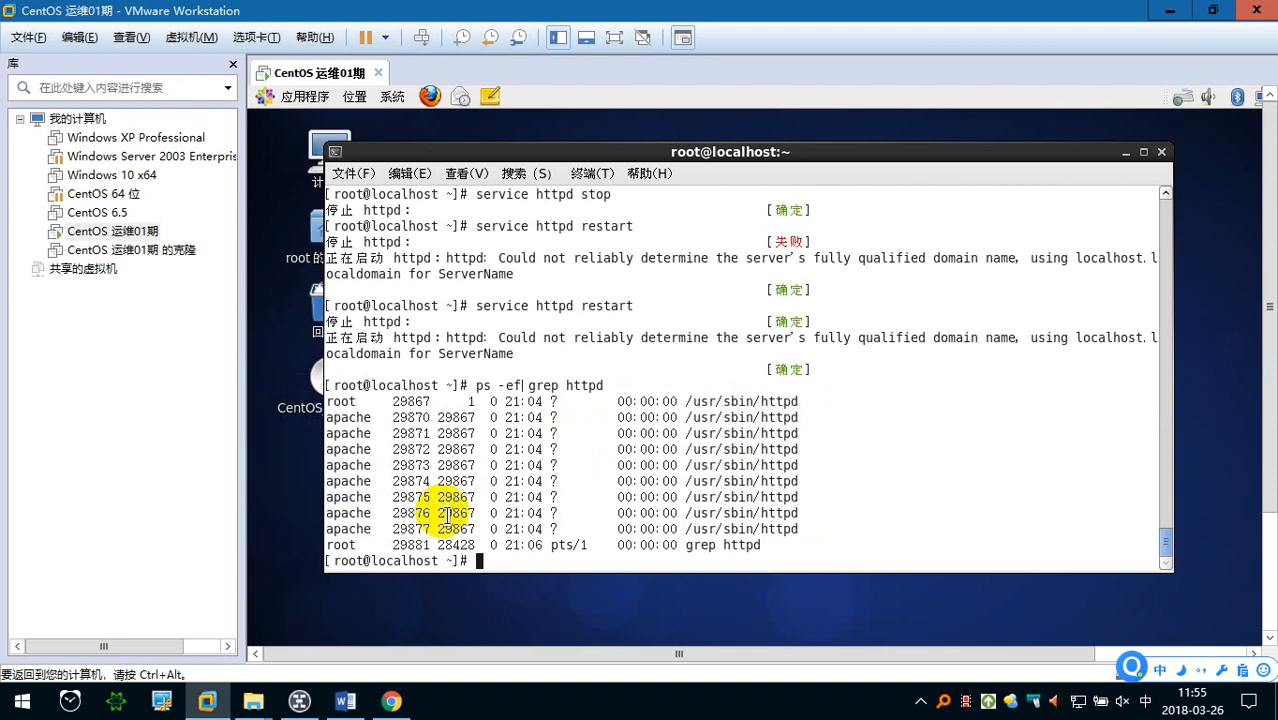 CentOS 运维01期 - VMware Workstation
文件(F) 编辑(E) 查看(V) 虚拟机(M) 选项卡(T) 帮助(H)
库
在此处键入内容进行搜索
我的计算机
Windows XP Professional
Windows Server 2003 Enterpris
Windows 10 x64
CentOS 64 位
CentOS 6.5
CentOS 运维01期
CentOS 运维01期 的克隆
共享的虚拟机
CentOS 运维01期
应用程序 位置 系统
计
root 的
回
CentOS
root@localhost:~
文件(F) 编辑(E) 查看(V) 搜索 (S) 终端(T) 帮助(H)
[root@localhost ~]# service httpd stop
停止 httpd： [确定]
[root@localhost ~]# service httpd restart
停止 httpd： [失败]
正在启动 httpd：httpd: Could not reliably determine the server's fully qualified domain name, using localhost.l
ocaldomain for ServerName
[确定]
[root@localhost ~]# service httpd restart
停止 httpd： [确定]
正在启动 httpd：httpd: Could not reliably determine the server's fully qualified domain name, using localhost.l
ocaldomain for ServerName
[确定]
[root@localhost ~]# ps -ef|grep httpd
root 29867 1 0 21:04 ? 00:00:00 /usr/sbin/httpd
apache 29870 29867 0 21:04 ? 00:00:00 /usr/sbin/httpd
apache 29871 29867 0 21:04 ? 00:00:00 /usr/sbin/httpd
apache 29872 29867 0 21:04 ? 00:00:00 /usr/sbin/httpd
apache 29873 29867 0 21:04 ? 00:00:00 /usr/sbin/httpd
apache 29874 29867 0 21:04 ? 00:00:00 /usr/sbin/httpd
apache 29875 29867 0 21:04 ? 00:00:00 /usr/sbin/httpd
apache 29876 29867 0 21:04 ? 00:00:00 /usr/sbin/httpd
apache 29877 29867 0 21:04 ? 00:00:00 /usr/sbin/httpd
root 29881 28428 0 21:06 pts/1 00:00:00 grep httpd
[root@localhost ~]#
要返回到您的计算机，请按 Ctrl+Alt。
中
中
11:55
2018-03-26